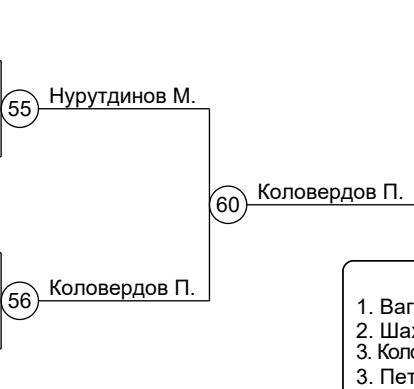 55 Нурутдинов М.
60 Коловердов П.
56 Коловердов П.
1.
2.
3.
3.